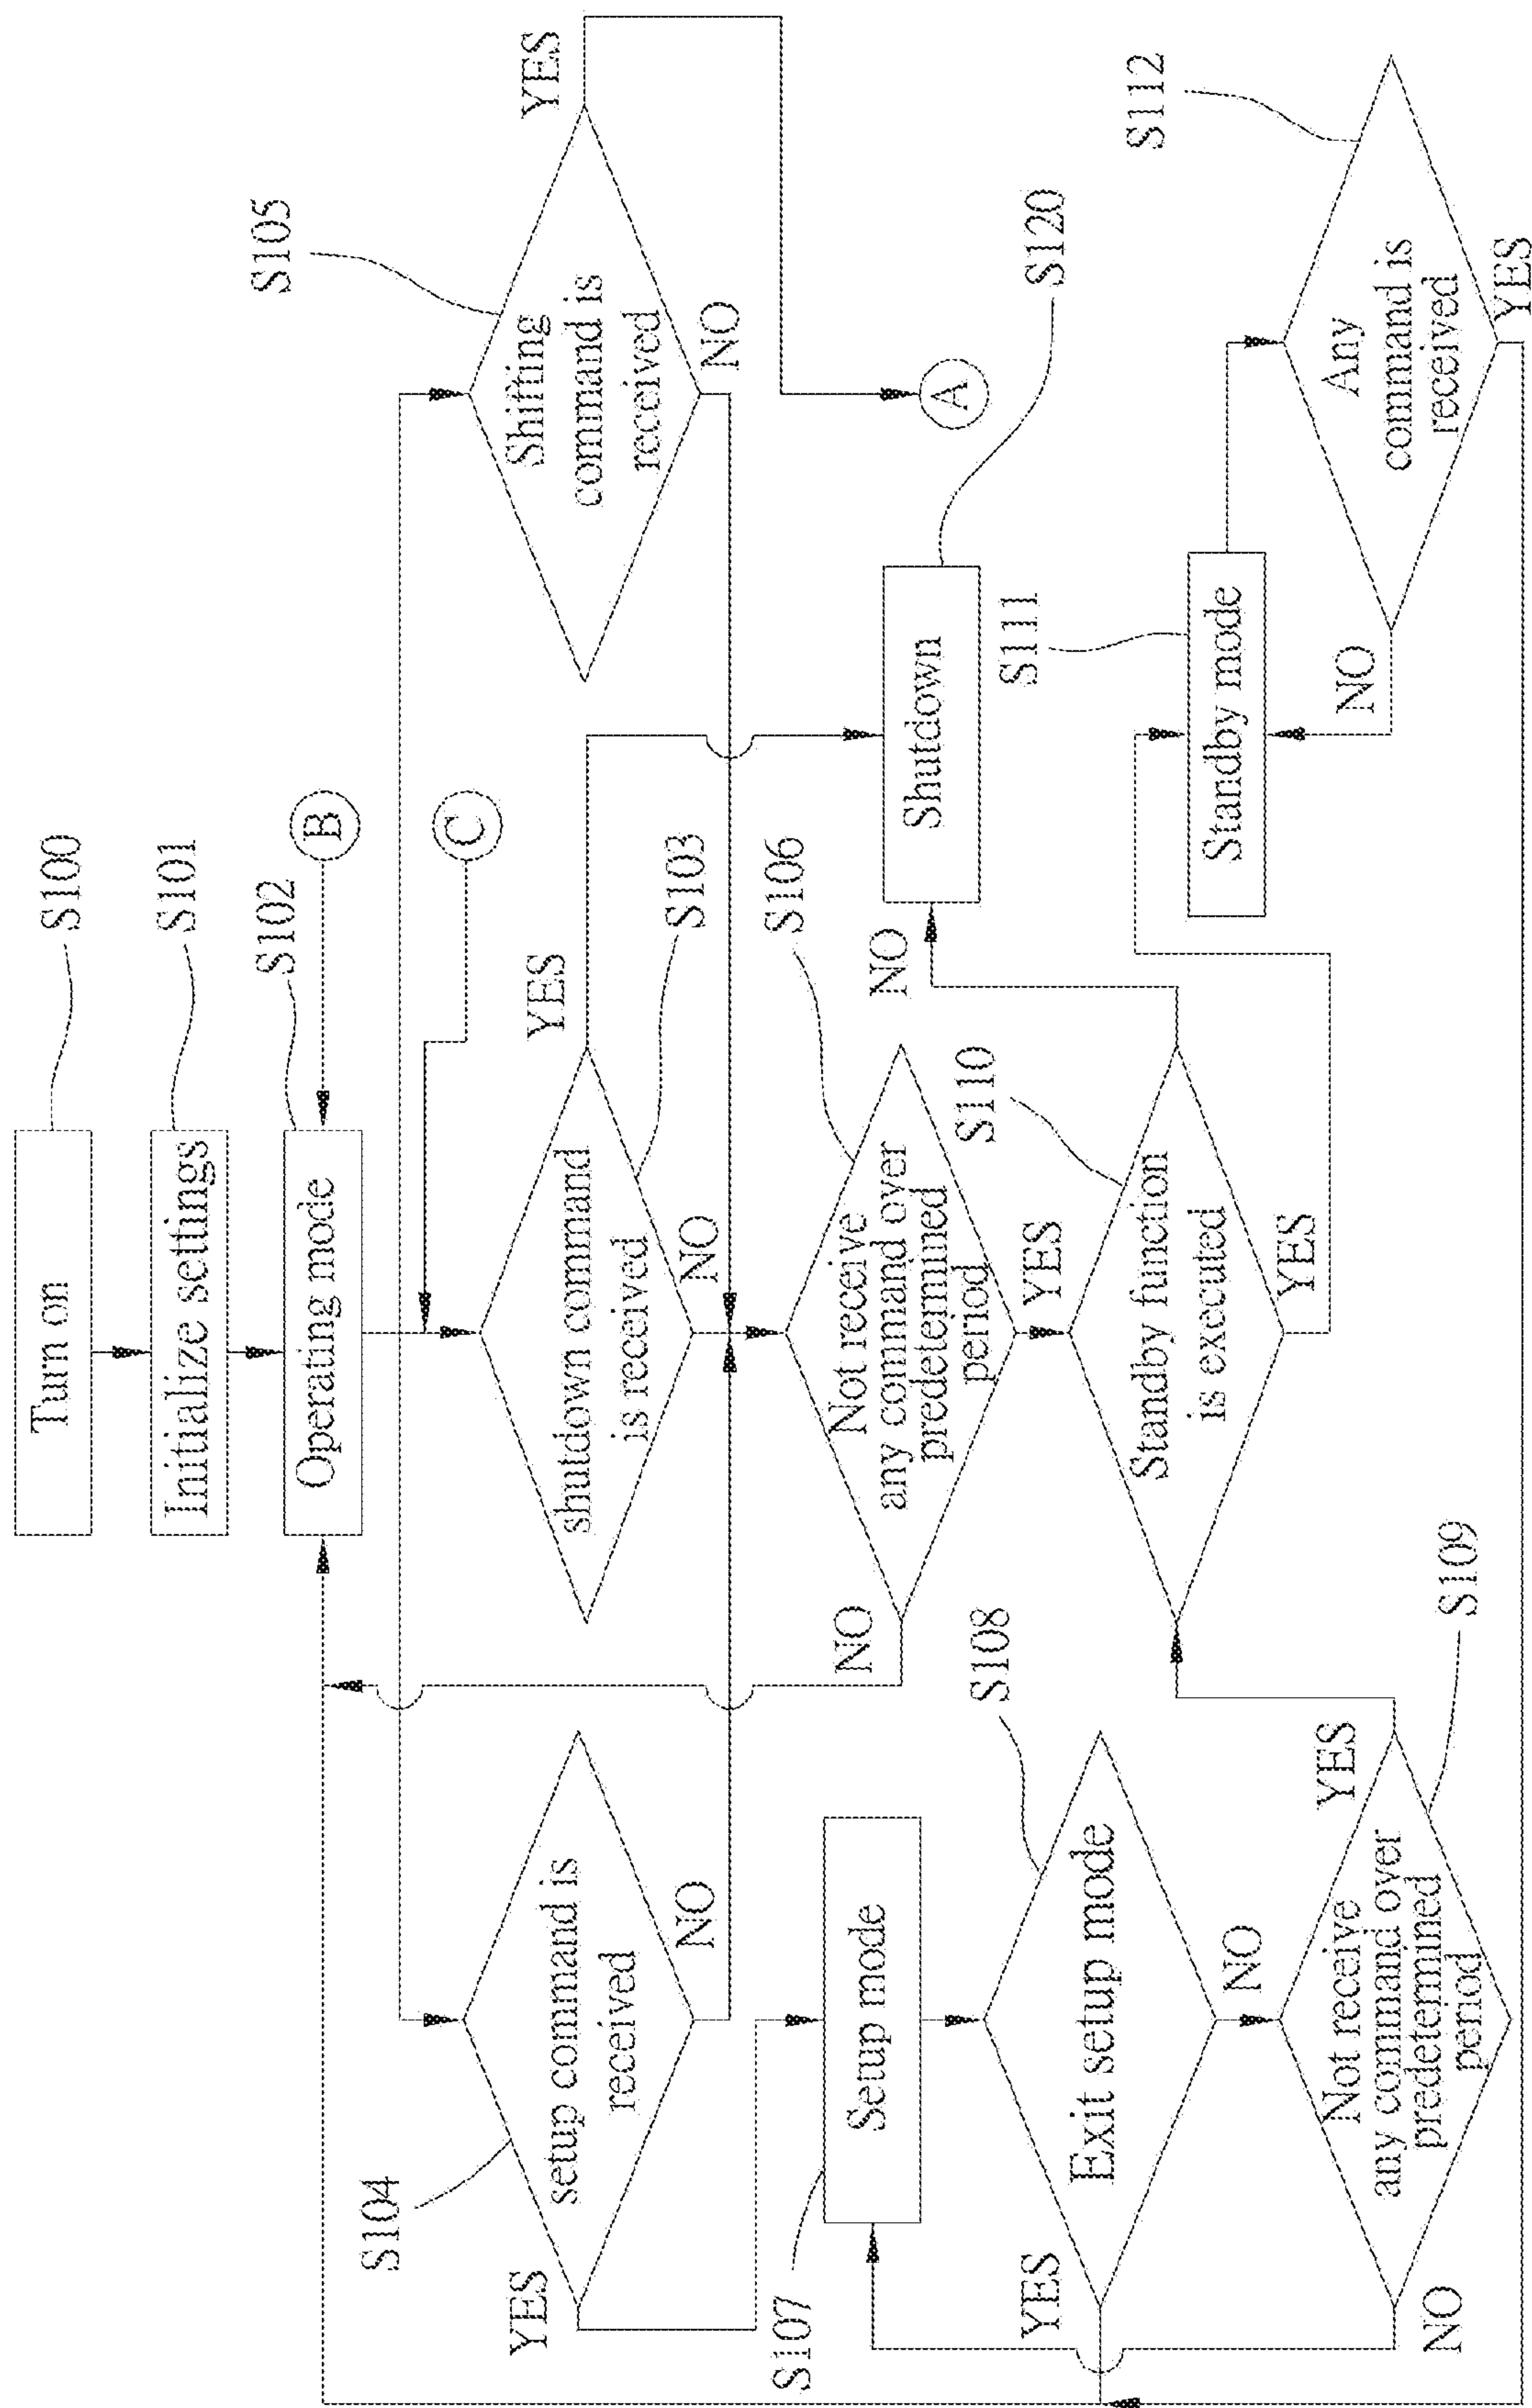 Turn on
S100
Initialize settings
S101
Operating mode
S102
B
C
S104
setup command is
received
YES
NO
shutdown command
is received
S103
YES
NO
S105
Shifting
command is
received
YES
NO
A
S107
Setup mode
Not receive
any command over
predetermined
period
S106
NO
YES
Shutdown
S120
Exit setup mode
S108
YES
NO
Standby function
is executed
S110
NO
YES
Standby mode
S111
Not receive
any command over
predetermined
period
S109
YES
NO
Any
command is
received
S112
NO
YES